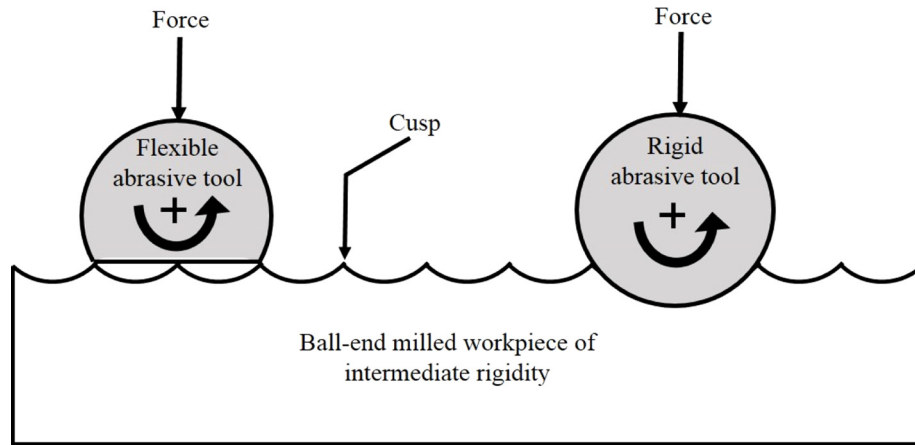 Force
Force
Cusp
Flexible
abrasive tool
Rigid
abrasive tool
Ball-end milled workpiece of
intermediate rigidity